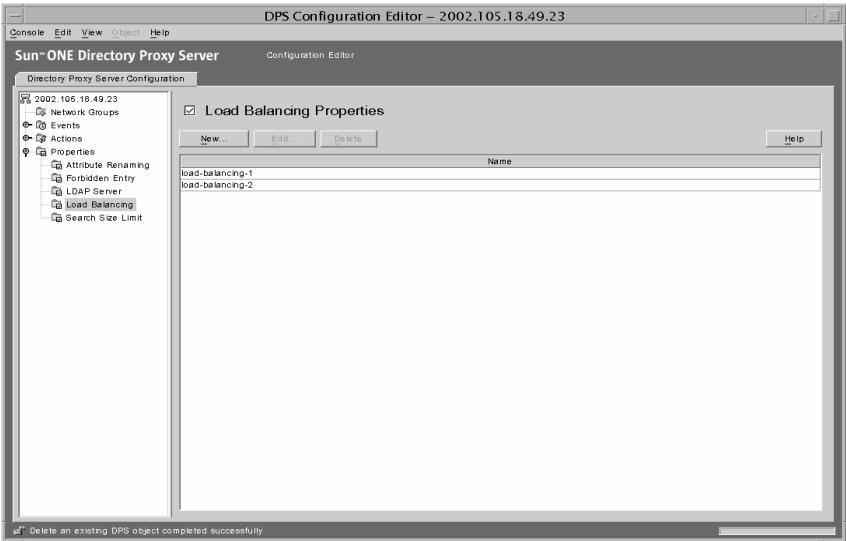 DPS Configuration Editor – 2002.105.18.49.23
Console Edit View Object Help
Sun™ ONE Directory Proxy Server Configuration Editor
Directory Proxy Server Configuration
2002.105.18.49.23
Network Groups
Events
Actions
Properties
Attribute Renaming
Forbidden Entry
LDAP Server
Load Balancing
Search Size Limit
Load Balancing Properties
New... Edit... Delete Help
Name
load-balancing-1
load-balancing-2
Delete an existing DPS object completed successfully